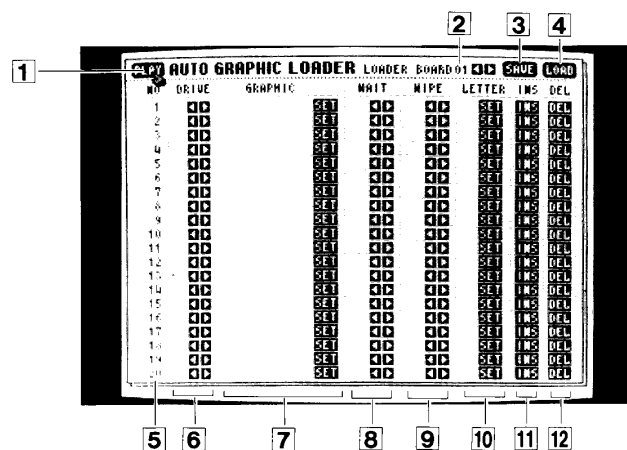 2 3 4
1 PLAY AUTO GRAPHIC LOADER LOADER BOARD 01 SAVE LOAD
NO DRIVE GRAPHIC WAIT WIPE LETTER INS DEL
1 SET SET INS DEL
2 SET SET INS DEL
3 SET SET INS DEL
4 SET SET INS DEL
5 SET SET INS DEL
6 SET SET INS DEL
7 SET SET INS DEL
8 SET SET INS DEL
9 SET SET INS DEL
10 SET SET INS DEL
11 SET SET INS DEL
12 SET SET INS DEL
13 SET SET INS DEL
14 SET SET INS DEL
15 SET SET INS DEL
16 SET SET INS DEL
17 SET SET INS DEL
18 SET SET INS DEL
19 SET SET INS DEL
20 SET SET INS DEL
5 6 7 8 9 10 11 12